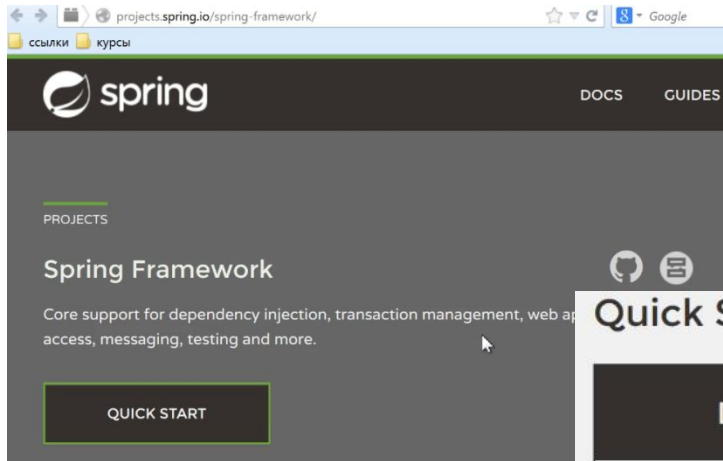 projects.spring.io/spring-framework/
8 Google
ссылки курсы
spring DOCS GUIDES
PROJECTS
Spring Framework
Core support for dependency injection, transaction management, web
access, messaging, testing and more.
Quick
QUICK START